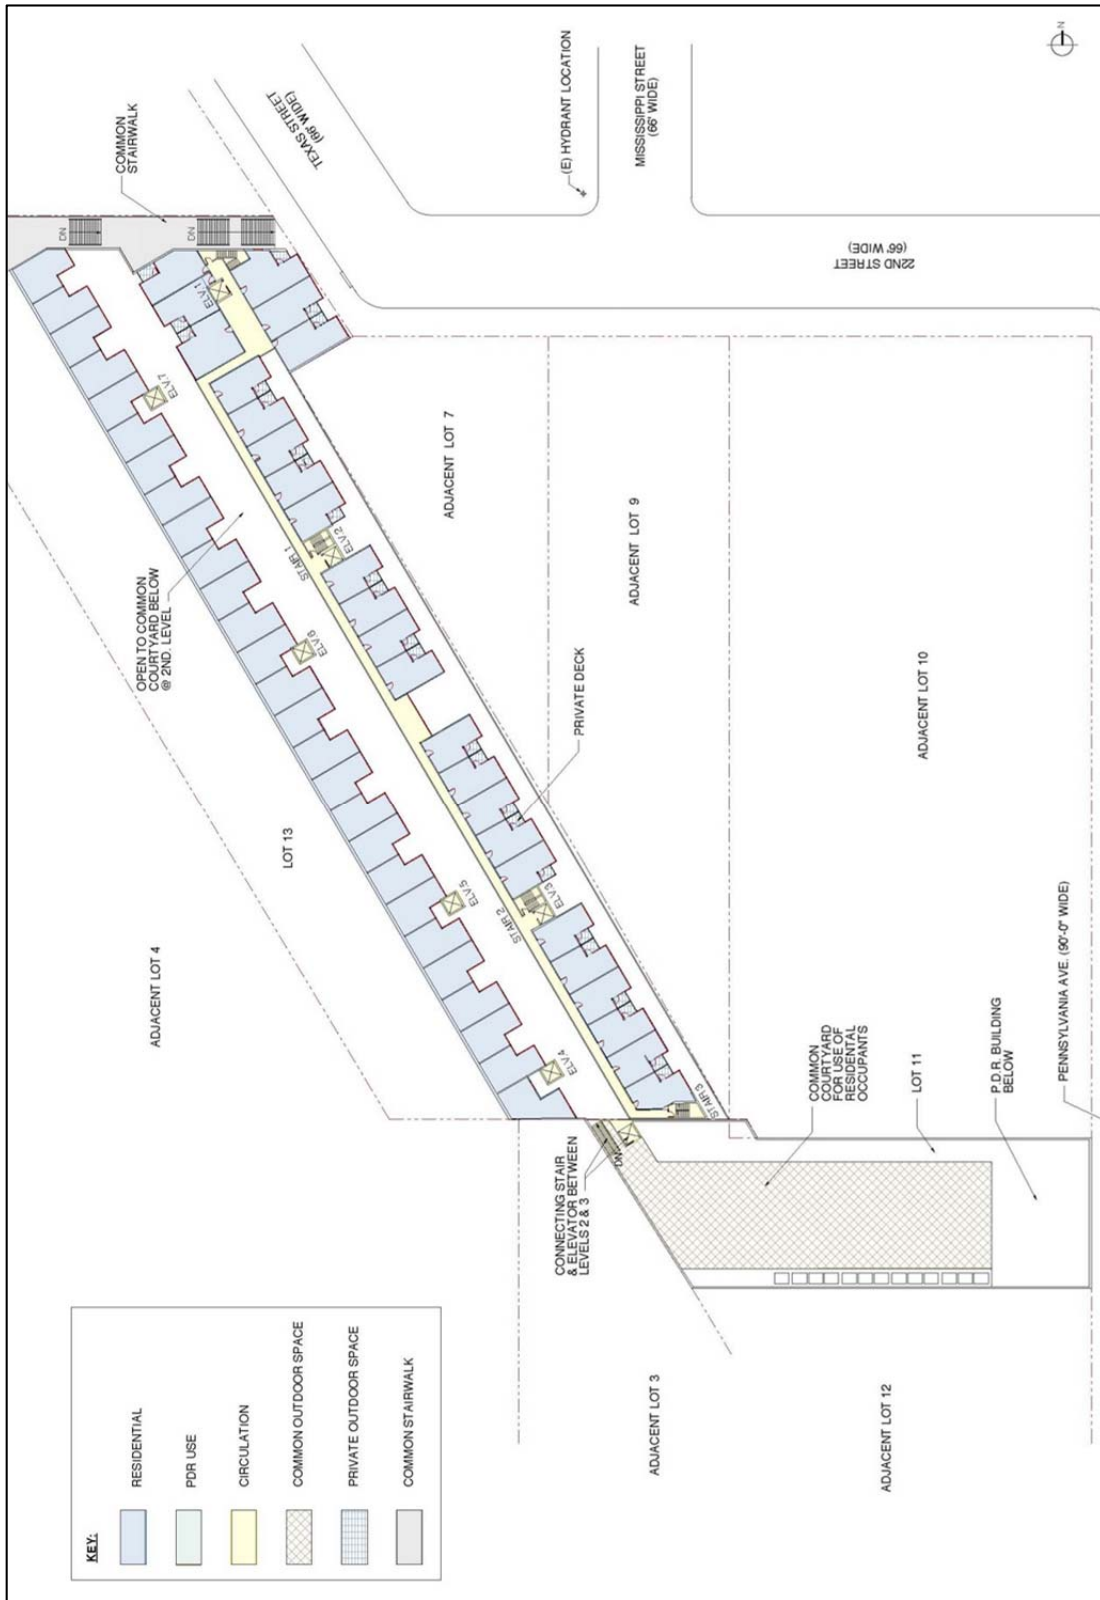 KEY:
RESIDENTIAL
PDR USE
CIRCULATION
COMMON OUTDOOR SPACE
PRIVATE OUTDOOR SPACE
COMMON STAIRWALK
ADJACENT LOT 4
LOT 13
OPEN TO COMMON
COURTYARD BELOW
@ 2ND. LEVEL
COMMON
STAIRWALK
DN
DN
TEXAS STREET
(66' WIDE)
(E) HYDRANT LOCATION
MISSISSIPPI STREET
(66' WIDE)
22ND STREET
(66' WIDE)
N
ELV.7
ELV.1
ELV.6
STAIR 1
ELV.2
ELV.5
STAIR 2
ELV.3
ELV.4
STAIR 3
ADJACENT LOT 7
ADJACENT LOT 9
PRIVATE DECK
ADJACENT LOT 10
CONNECTING STAIR
& ELEVATOR BETWEEN
LEVELS 2 & 3
DN
COMMON
COURTYARD
FOR USE OF
RESIDENTAL
OCCUPANTS
LOT 11
P.D.R. BUILDING
BELOW
PENNSYLVANIA AVE. (90'-0" WIDE)
ADJACENT LOT 3
ADJACENT LOT 12